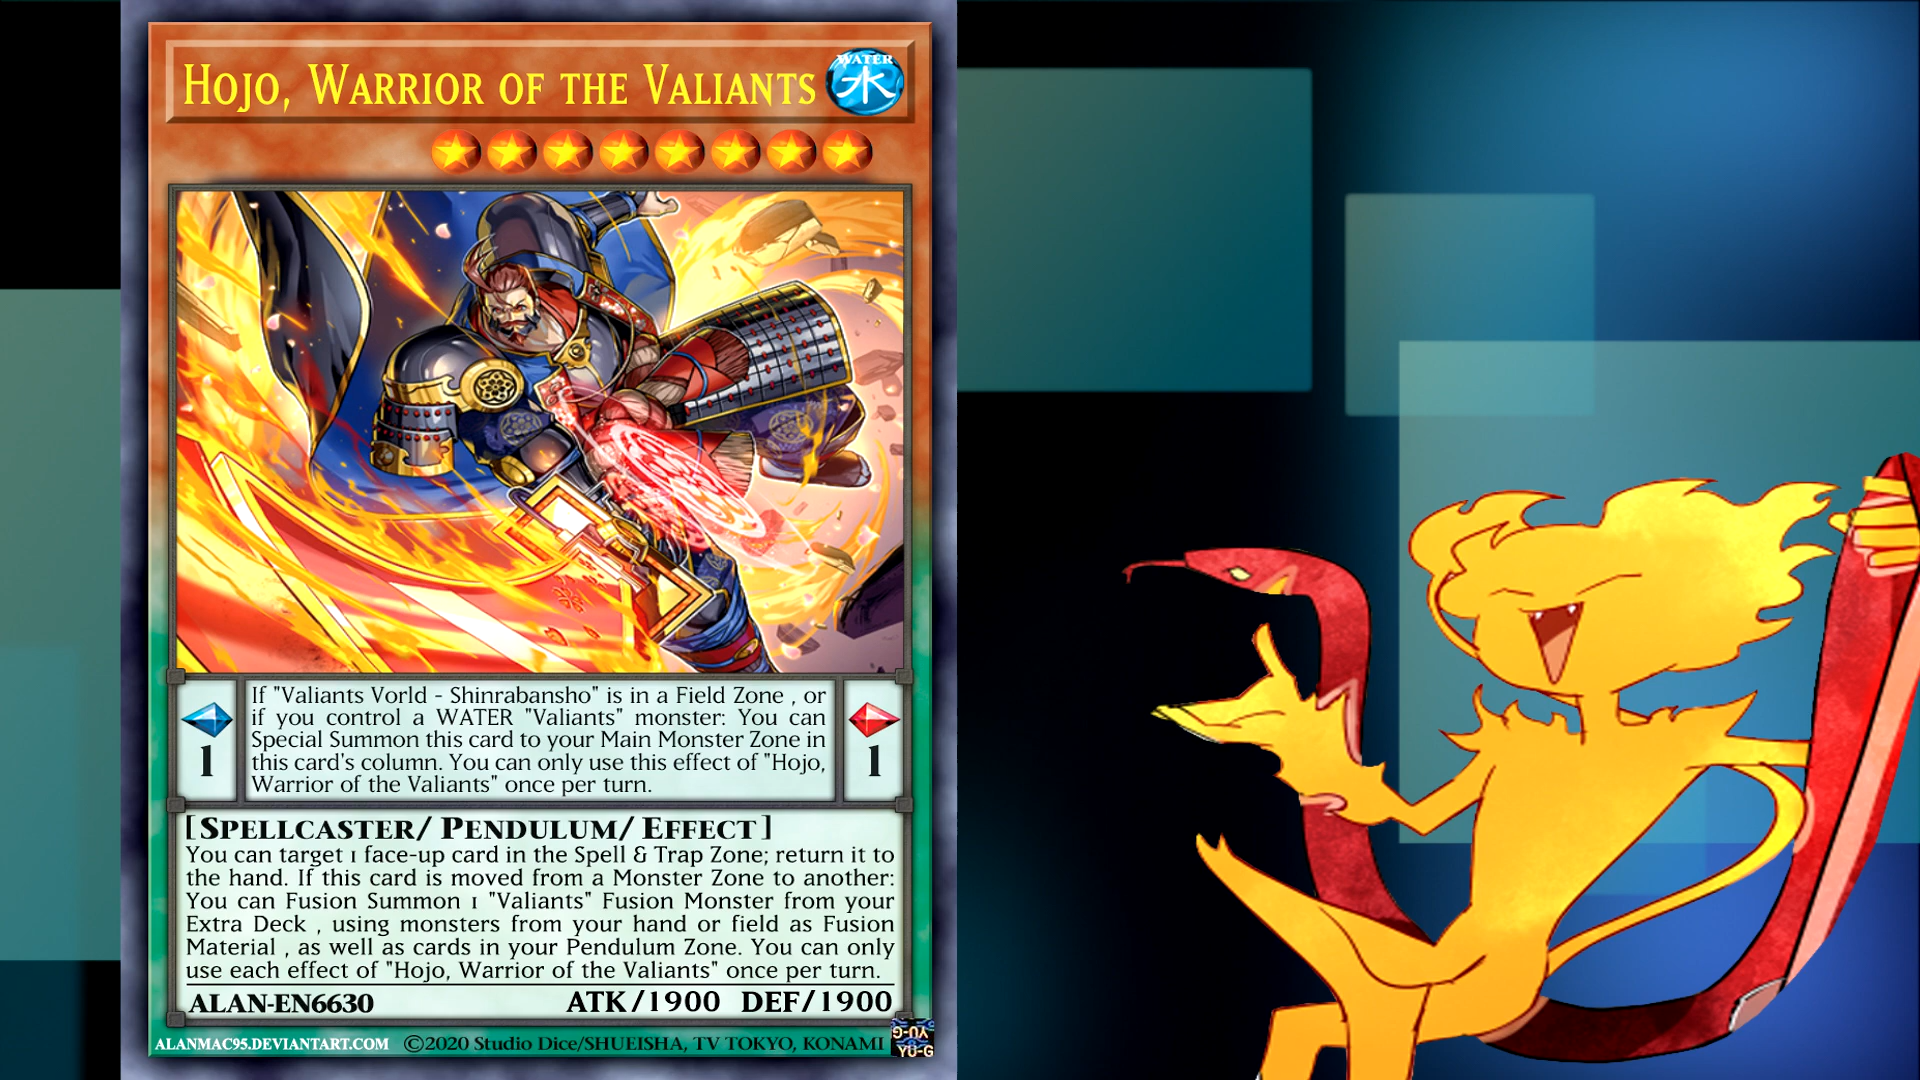 Hojo, Warrior of the Valiants
WATER
水
If "Valiants Vorld - Shinrabansho" is in a Field Zone , or
if you control a WATER "Valiants" monster: You can
Special Summon this card to your Main Monster Zone in
this card's column. You can only use this effect of "Hojo,
Warrior of the Valiants" once per turn.
1
1
[Spellcaster/ Pendulum/ Effect]
You can target 1 face-up card in the Spell & Trap Zone; return it to
the hand. If this card is moved from a Monster Zone to another:
You can Fusion Summon 1 "Valiants" Fusion Monster from your
Extra Deck , using monsters from your hand or field as Fusion
Material , as well as cards in your Pendulum Zone. You can only
use each effect of "Hojo, Warrior of the Valiants" once per turn.
ALAN-EN6630
ATK/1900 DEF/1900
ALANMAC95.DEVIANTART.COM
©2020 Studio Dice/SHUEISHA, TV TOKYO, KONAMI
YU-G
YU-G